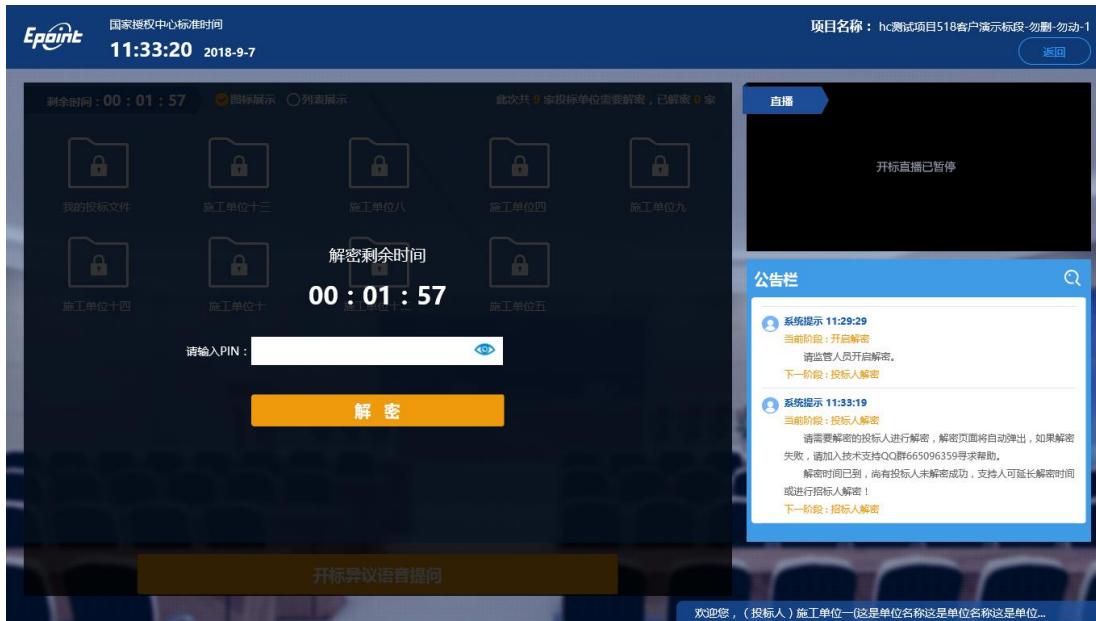 Epoint
国家授权中心标准时间
11:33:20 2018-9-7
项目名称：hc测试项目518客户演示标段-勿删-勿动-1
返回
剩余时间：00：01：57 图标展示 列表展示 此次共 9 家投标单位需要解密，已解密 0 家
我的投标文件 施工单位十三 施工单位八 施工单位四 施工单位九
施工单位十四 施工单位十 施工单位五
解密剩余时间
00：01：57
请输入PIN：
解 密
开标异议语音提问
直播
开标直播已暂停
公告栏
系统提示 11:29:29
当前阶段：开启解密
请监管人员开启解密。
下一阶段：投标人解密
系统提示 11:33:19
当前阶段：投标人解密
请需要解密的投标人进行解密，解密页面将自动弹出，如果解密
失败，请加入技术支持QQ群665096359寻求帮助。
解密时间已到，尚有投标人未解密成功，支持人可延长解密时间
或进行招标人解密！
下一阶段：招标人解密
欢迎您，（投标人）施工单位一(这是单位名称这是单位名称这是单位...